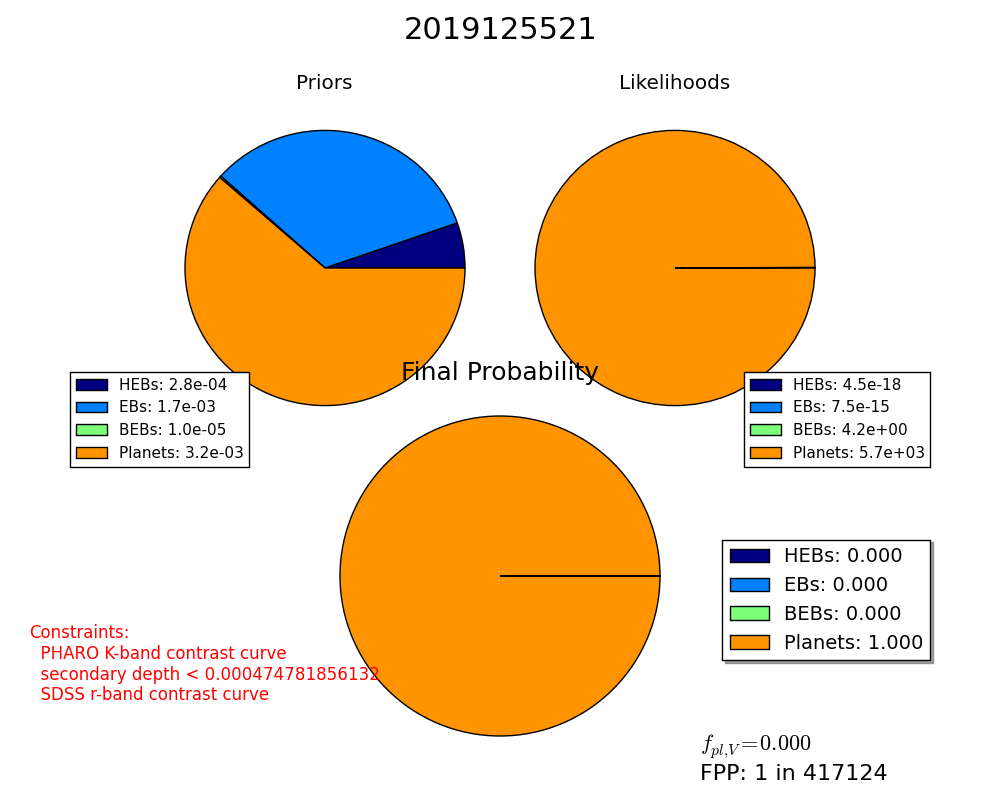 2019125521
Priors
Likelihoods
HEBs: 2.8e-04
EBs: 1.7e-03
BEBs: 1.0e-05
Planets: 3.2e-03
HEBs: 4.5e-18
EBs: 7.5e-15
BEBs: 4.2e+00
Planets: 5.7e+03
Final Probability
HEBs: 0.000
EBs: 0.000
BEBs: 0.000
Planets: 1.000
Constraints:
PHARO K-band contrast curve
secondary depth < 0.000474781856132
SDSS r-band contrast curve
f_{pl,V}=0.000
FPP: 1 in 417124